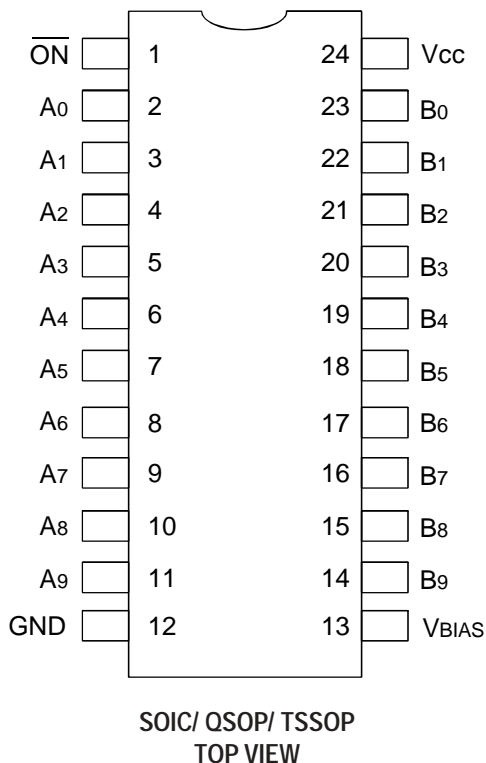 ON 1 24 Vcc
A0 2 23 B0
A1 3 22 B1
A2 4 21 B2
A3 5 20 B3
A4 6 19 B4
A5 7 18 B5
A6 8 17 B6
A7 9 16 B7
A8 10 15 B8
A9 11 14 B9
GND 12 13 VBIAS
SOIC/ QSOP/ TSSOP
TOP VIEW